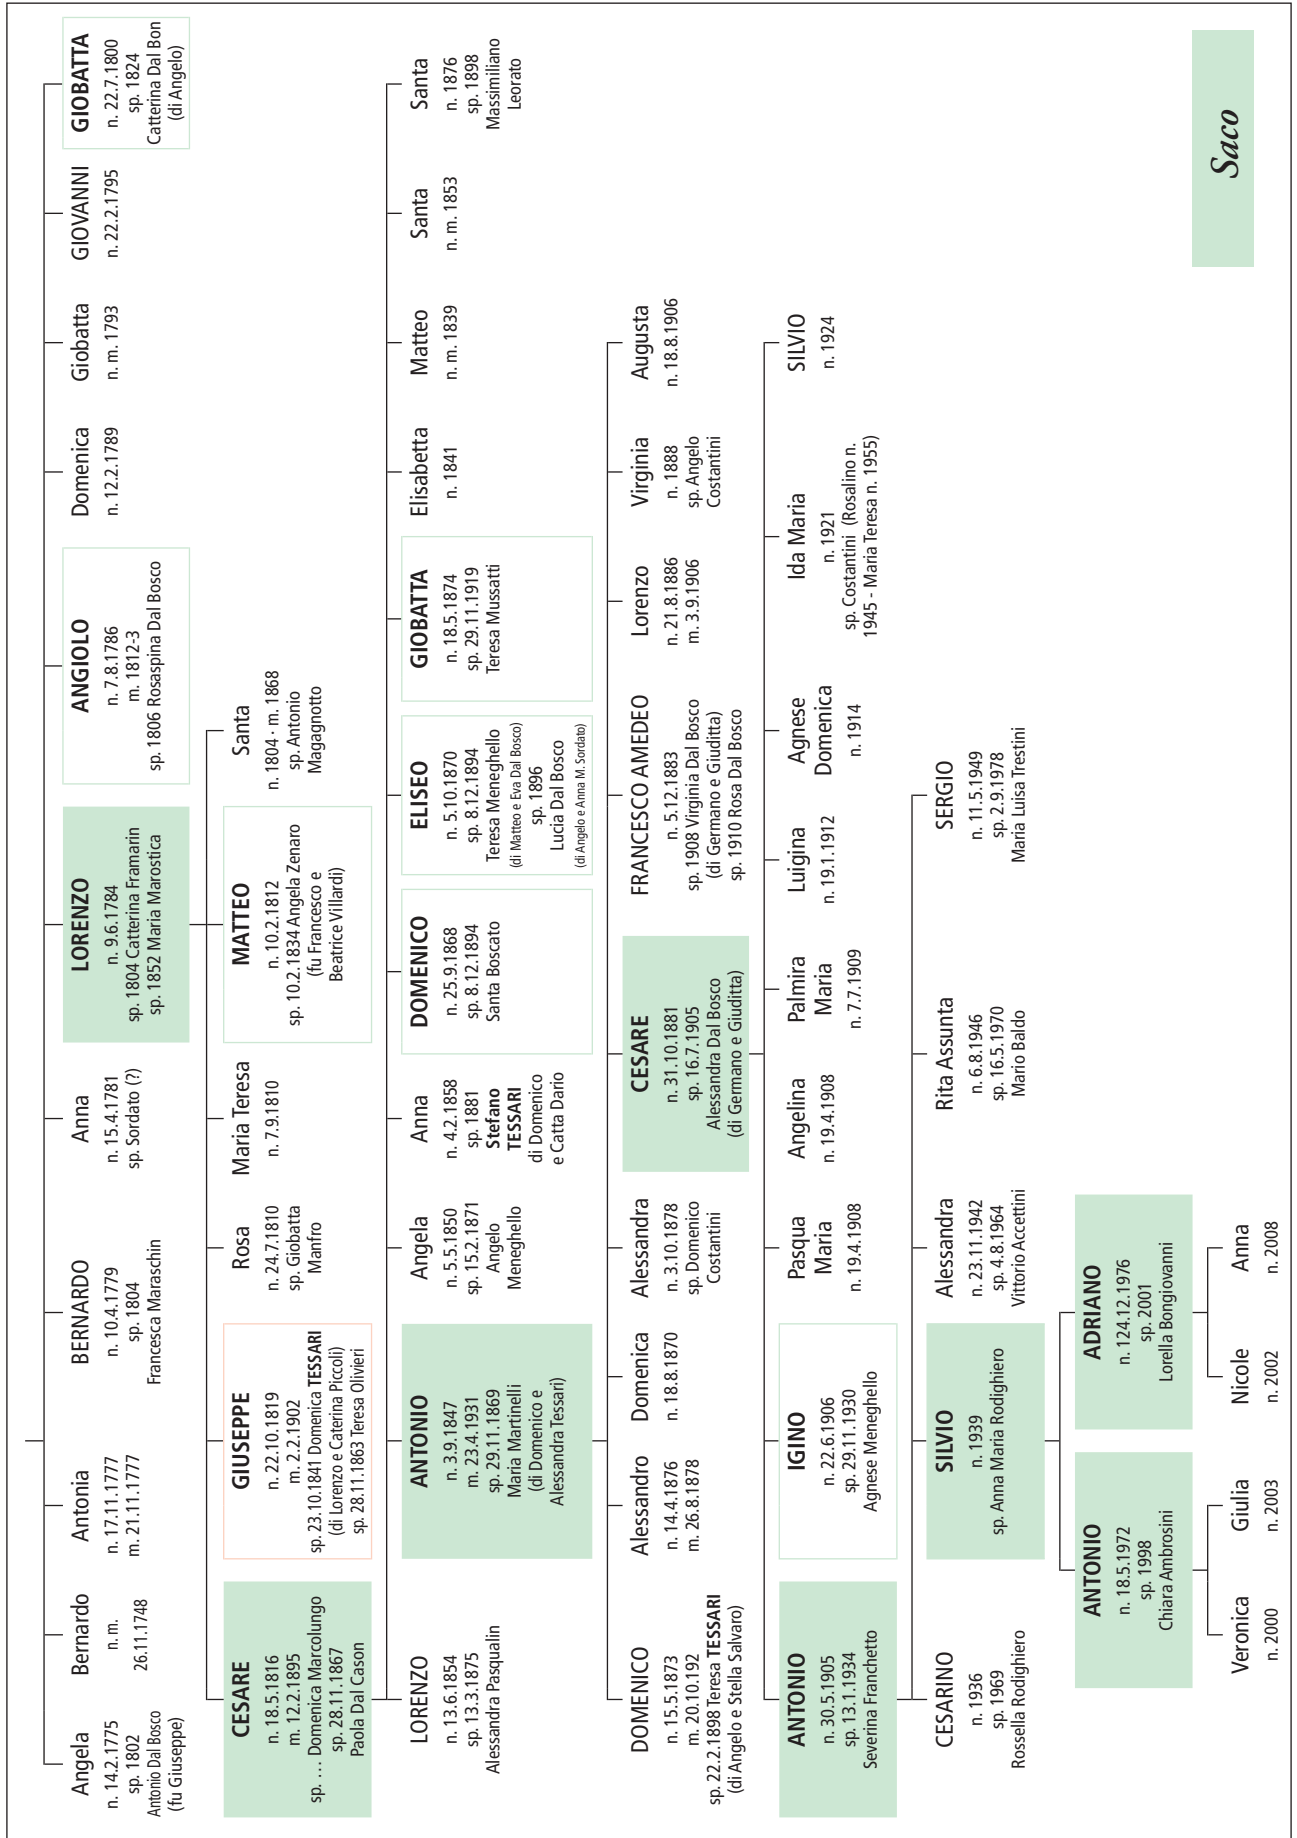 Angela
n. 14.2.1775
sp. 1802
Antonio Dal Bosco
(fu Giuseppe)
Bernardo
n. m.
26.11.1748
Antonia
n. 17.11.1777
m. 21.11.1777
BERNARDO
n. 10.4.1779
sp. 1804
Francesca Maraschin
Anna
n. 15.4.1781
sp. Sordato (?)
LORENZO
n. 9.6.1784
sp. 1804 Catterina Framarin
sp. 1852 Maria Marostica
ANGIOLO
n. 7.8.1786
m. 1812-3
sp. 1806 Rosaspina Dal Bosco
Domenica
n. 12.2.1789
Giobatta
n. m. 1793
GIOVANNI
n. 22.2.1795
GIOBATTA
n. 22.7.1800
sp. 1824
Catterina Dal Bon
(di Angelo)
CESARE
n. 18.5.1816
m. 12.2.1895
sp. … Domenica Marcolungo
sp. 28.11.1867
Paola Dal Cason
GIUSEPPE
n. 22.10.1819
m. 2.2.1902
sp. 23.10.1841 Domenica TESSARI
(di Lorenzo e Caterina Piccoli)
sp. 28.11.1863 Teresa Olivieri
Rosa
n. 24.7.1810
sp. Giobatta
Manfro
Maria Teresa
n. 7.9.1810
MATTEO
n. 10.2.1812
sp. 10.2.1834 Angela Zenaro
(fu Francesco e
Beatrice Villardi)
Santa
n. 1804 - m. 1868
sp. Antonio
Magagnotto
LORENZO
n. 13.6.1854
sp. 13.3.1875
Alessandra Pasqualin
ANTONIO
n. 3.9.1847
m. 23.4.1931
sp. 29.11.1869
Maria Martinelli
(di Domenico e
Alessandra Tessari)
Angela
n. 5.5.1850
sp. 15.2.1871
Angelo
Meneghello
Anna
n. 4.2.1858
sp. 1881
Stefano
TESSARI
di Domenico
e Catta Dario
DOMENICO
n. 25.9.1868
sp. 8.12.1894
Santa Boscato
ELISEO
n. 5.10.1870
sp. 8.12.1894
Teresa Meneghello
(di Matteo e Eva Dal Bosco)
sp. 1896
Lucia Dal Bosco
(di Angelo e Anna M. Sordato)
GIOBATTA
n. 18.5.1874
sp. 29.11.1919
Teresa Mussatti
Elisabetta
n. 1841
Matteo
n. m. 1839
Santa
n. m. 1853
Santa
n. 1876
sp. 1898
Massimiliano
Leorato
DOMENICO
n. 15.5.1873
m. 20.10.192
sp. 22.2.1898 Teresa TESSARI
(di Angelo e Stella Salvaro)
Alessandro
n. 14.4.1876
m. 26.8.1878
Domenica
n. 18.8.1870
Alessandra
n. 3.10.1878
sp. Domenico
Costantini
CESARE
n. 31.10.1881
sp. 16.7.1905
Alessandra Dal Bosco
(di Germano e Giuditta)
FRANCESCO AMEDEO
n. 5.12.1883
sp. 1908 Virginia Dal Bosco
(di Germano e Giuditta)
sp. 1910 Rosa Dal Bosco
Lorenzo
n. 21.8.1886
m. 3.9.1906
Virginia
n. 1888
sp. Angelo
Costantini
Augusta
n. 18.8.1906
ANTONIO
n. 30.5.1905
sp. 13.1.1934
Severina Franchetto
IGINO
n. 22.6.1906
sp. 29.11.1930
Agnese Meneghello
Pasqua
Maria
n. 19.4.1908
Angelina
n. 19.4.1908
Palmira
Maria
n. 7.7.1909
Luigina
n. 19.1.1912
Agnese
Domenica
n. 1914
Ida Maria
n. 1921
sp. Costantini (Rosalino n.
1945 - Maria Teresa n. 1955)
SILVIO
n. 1924
CESARINO
n. 1936
sp. 1969
Rossella Rodighiero
SILVIO
n. 1939
sp. Anna Maria Rodighiero
Alessandra
n. 23.11.1942
sp. 4.8.1964
Vittorio Accettini
Rita Assunta
n. 6.8.1946
sp. 16.5.1970
Mario Baldo
SERGIO
n. 11.5.1949
sp. 2.9.1978
Maria Luisa Trestini
ANTONIO
n. 18.5.1972
sp. 1998
Chiara Ambrosini
ADRIANO
n. 124.12.1976
sp. 2001
Lorella Bongiovanni
Veronica
n. 2000
Giulia
n. 2003
Nicole
n. 2002
Anna
n. 2008
Saco